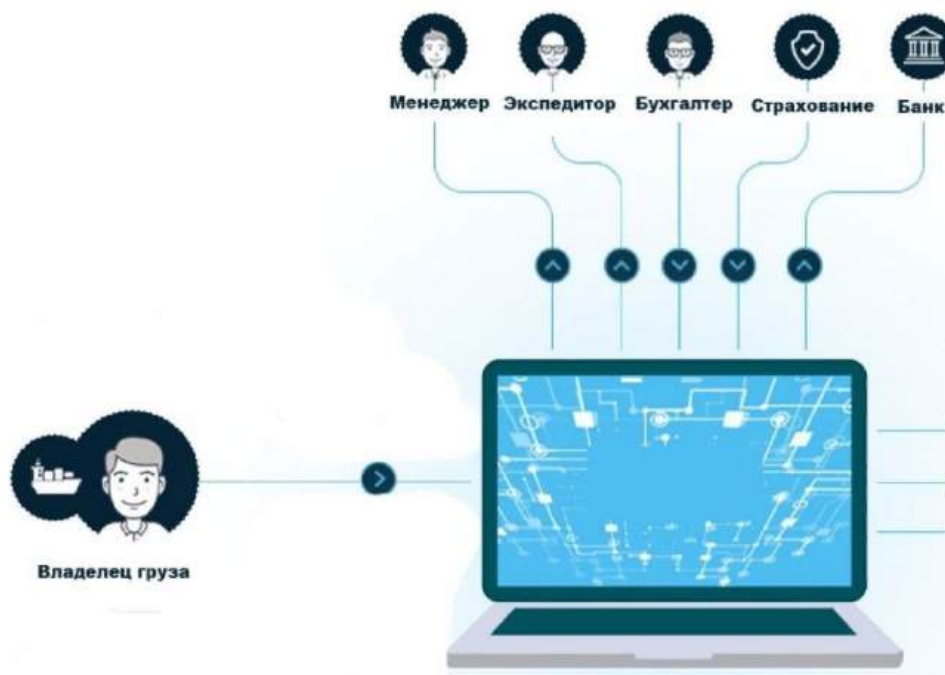 Менеджер Экспедитор Бухгалтер Страхование Банк
Владелец груза